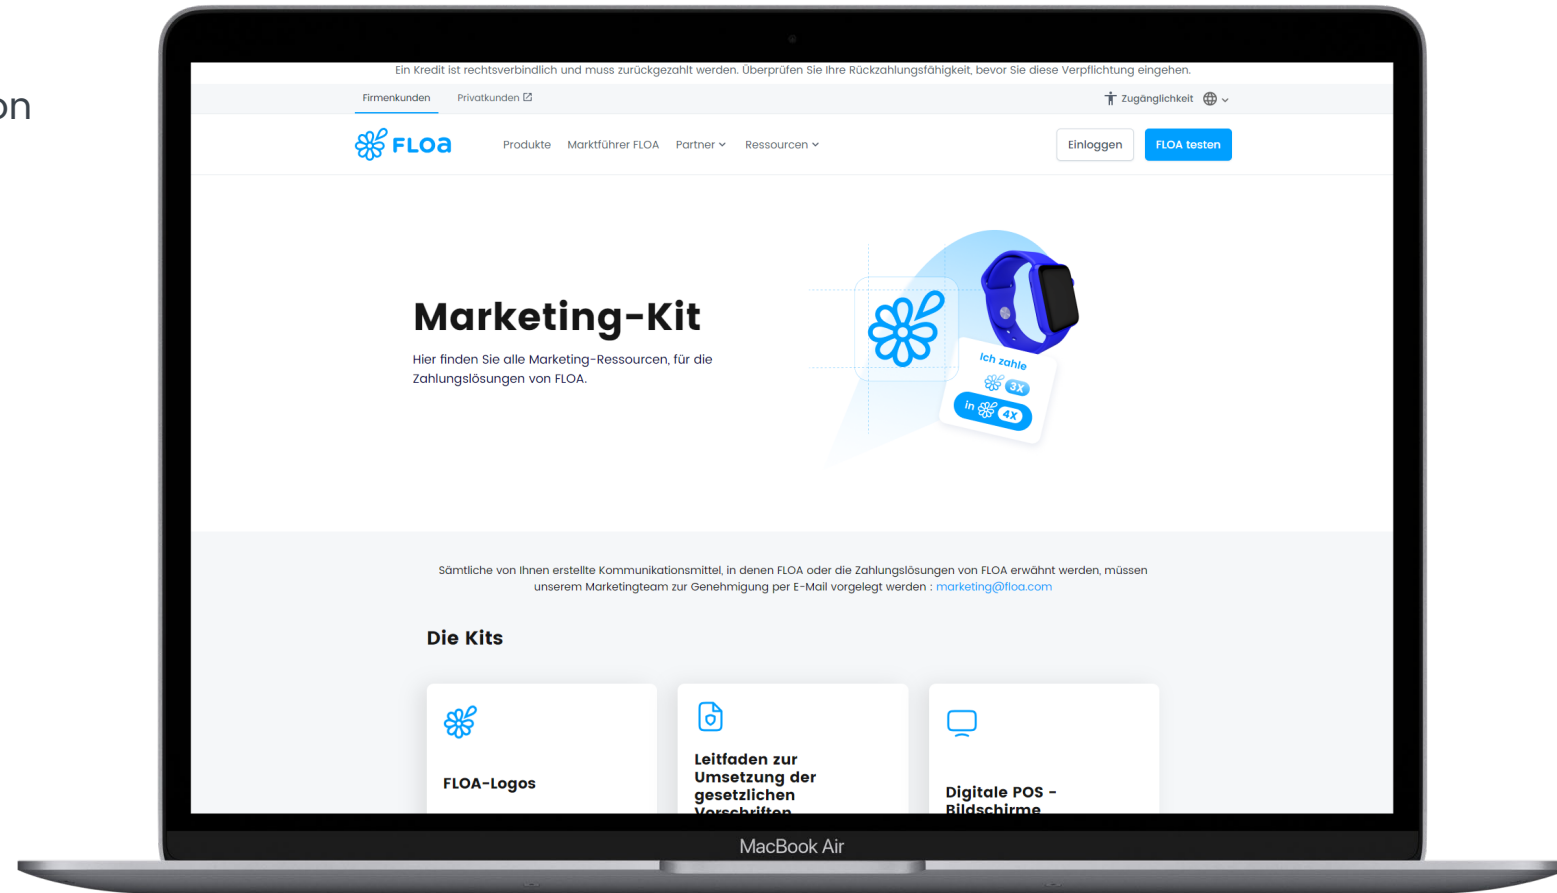 on
Ein Kredit ist rechtsverbindlich und muss zurückgezahlt werden. Überprüfen Sie Ihre Rückzahlungsfähigkeit, bevor Sie diese Verpflichtung eingehen.
Firmenkunden Privatkunden Zugänglichkeit
FLOa Produkte Marktführer FLOA Partner Ressourcen Einloggen FLOA testen
Marketing-Kit
Hier finden Sie alle Marketing-Ressourcen, für die
Zahlungslösungen von FLOA.
Ich zahle
3X
in 4X
Sämtliche von Ihnen erstellte Kommunikationsmittel, in denen FLOA oder die Zahlungslösungen von FLOA erwähnt werden, müssen
unserem Marketingteam zur Genehmigung per E-Mail vorgelegt werden : marketing@floa.com
Die Kits
FLOA-Logos
Leitfaden zur
Umsetzung der
gesetzlichen
Vorschriften
Digitale POS -
Bildschirme
MacBook Air